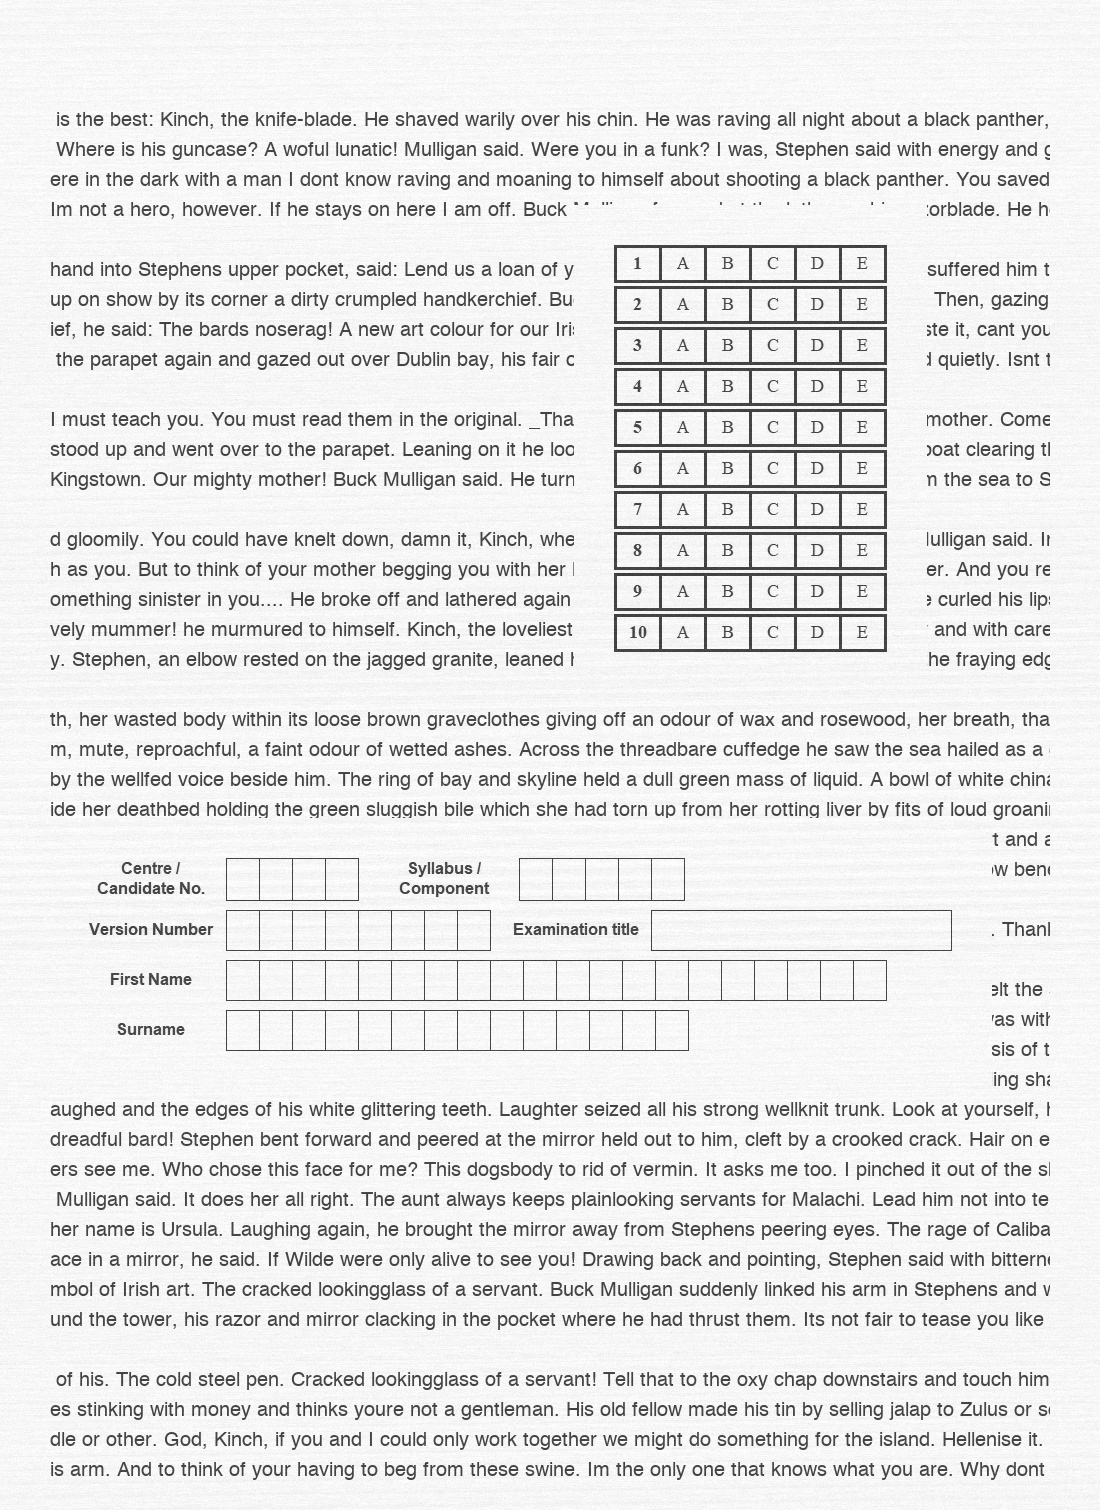 is the best: Kinch, the knife-blade. He shaved warily over his chin. He was raving all night about a black panther,
Where is his guncase? A woful lunatic! Mulligan said. Were you in a funk? I was, Stephen said with energy and
ere in the dark with a man I dont know raving and moaning to himself about shooting a black panther. You saved
Im not a hero, however. If he stays on here I am off. Buck
orblade. He
hand into Stephens upper pocket, said: Lend us a loan of
suffered him
up on show by its corner a dirty crumpled handkerchief.
Then, gazing
ief, he said: The bards noserag! A new art colour for our
ste it, cant you
the parapet again and gazed out over Dublin bay, his fair
quietly. Isnt
I must teach you. You must read them in the original. _Tha
mother. Come
stood up and went over to the parapet. Leaning on it he
boat clearing
Kingstown. Our mighty mother! Buck Mulligan said. He turn
m the sea to S
d gloomily. You could have knelt down, damn it, Kinch, whe
Mulligan said.
h as you. But to think of your mother begging you with her
er. And you re
omething sinister in you.... He broke off and lathered again
curled his lips
vely mummer! he murmured to himself. Kinch, the loveliest
and with care
y. Stephen, an elbow rested on the jagged granite, leaned
he fraying edg
1 A B C D E
2 A B C D E
3 A B C D E
4 A B C D E
5 A B C D E
6 A B C D E
7 A B C D E
8 A B C D E
9 A B C D E
10 A B C D E
th, her wasted body within its loose brown graveclothes giving off an odour of wax and rosewood, her breath, tha
m, mute, reproachful, a faint odour of wetted ashes. Across the threadbare cuffedge he saw the sea hailed as a
by the wellfed voice beside him. The ring of bay and skyline held a dull green mass of liquid. A bowl of white china
ide her deathbed holding the green sluggish bile which she had torn up from her rotting liver by fits of loud groani
t and a
ow bene
. Thank
elt the
was with
sis of t
ing sha
Centre /
Candidate No.
Syllabus /
Component
Version Number
Examination title
First Name
Surname
aughed and the edges of his white glittering teeth. Laughter seized all his strong wellknit trunk. Look at yourself,
dreadful bard! Stephen bent forward and peered at the mirror held out to him, cleft by a crooked crack. Hair on e
ers see me. Who chose this face for me? This dogsbody to rid of vermin. It asks me too. I pinched it out of the
Mulligan said. It does her all right. The aunt always keeps plainlooking servants for Malachi. Lead him not into te
her name is Ursula. Laughing again, he brought the mirror away from Stephens peering eyes. The rage of Caliba
ace in a mirror, he said. If Wilde were only alive to see you! Drawing back and pointing, Stephen said with bitterne
mbol of Irish art. The cracked lookingglass of a servant. Buck Mulligan suddenly linked his arm in Stephens and
und the tower, his razor and mirror clacking in the pocket where he had thrust them. Its not fair to tease you like
of his. The cold steel pen. Cracked lookingglass of a servant! Tell that to the oxy chap downstairs and touch him
es stinking with money and thinks youre not a gentleman. His old fellow made his tin by selling jalap to Zulus or
dle or other. God, Kinch, if you and I could only work together we might do something for the island. Hellenise it.
is arm. And to think of your having to beg from these swine. Im the only one that knows what you are. Why dont